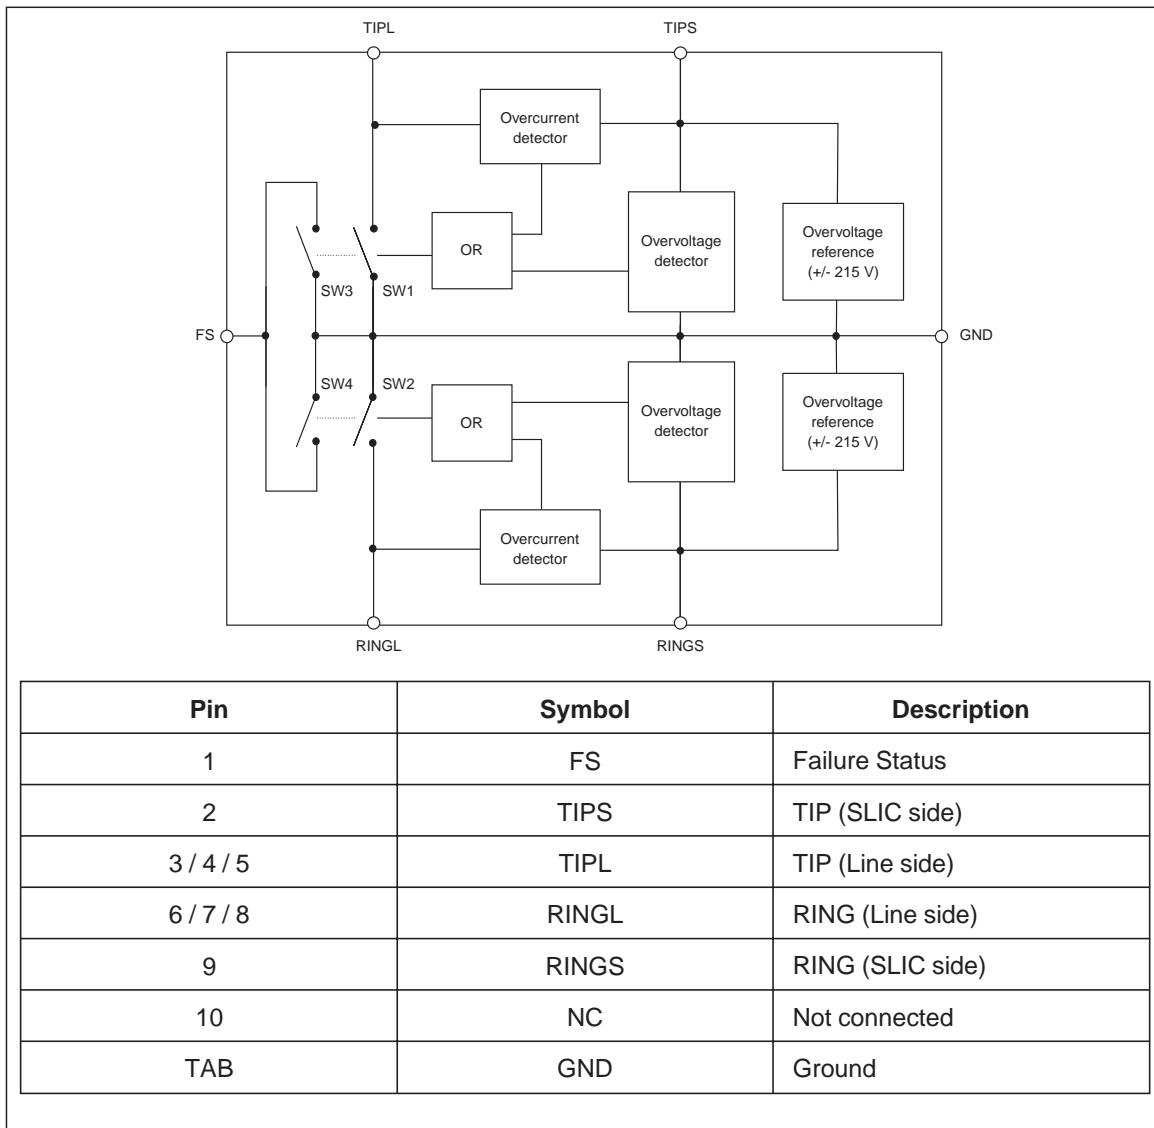 TIPL TIPS
Overcurrent
detector
OR
Overvoltage
detector
Overvoltage
reference
(+/- 215 V)
SW3 SW1
FS GND
SW4 SW2
OR
Overvoltage
detector
Overvoltage
reference
(+/- 215 V)
Overcurrent
detector
RINGL RINGS
Pin Symbol Description
1 FS Failure Status
2 TIPS TIP (SLIC side)
3 / 4 / 5 TIPL TIP (Line side)
6 / 7 / 8 RINGL RING (Line side)
9 RINGS RING (SLIC side)
10 NC Not connected
TAB GND Ground